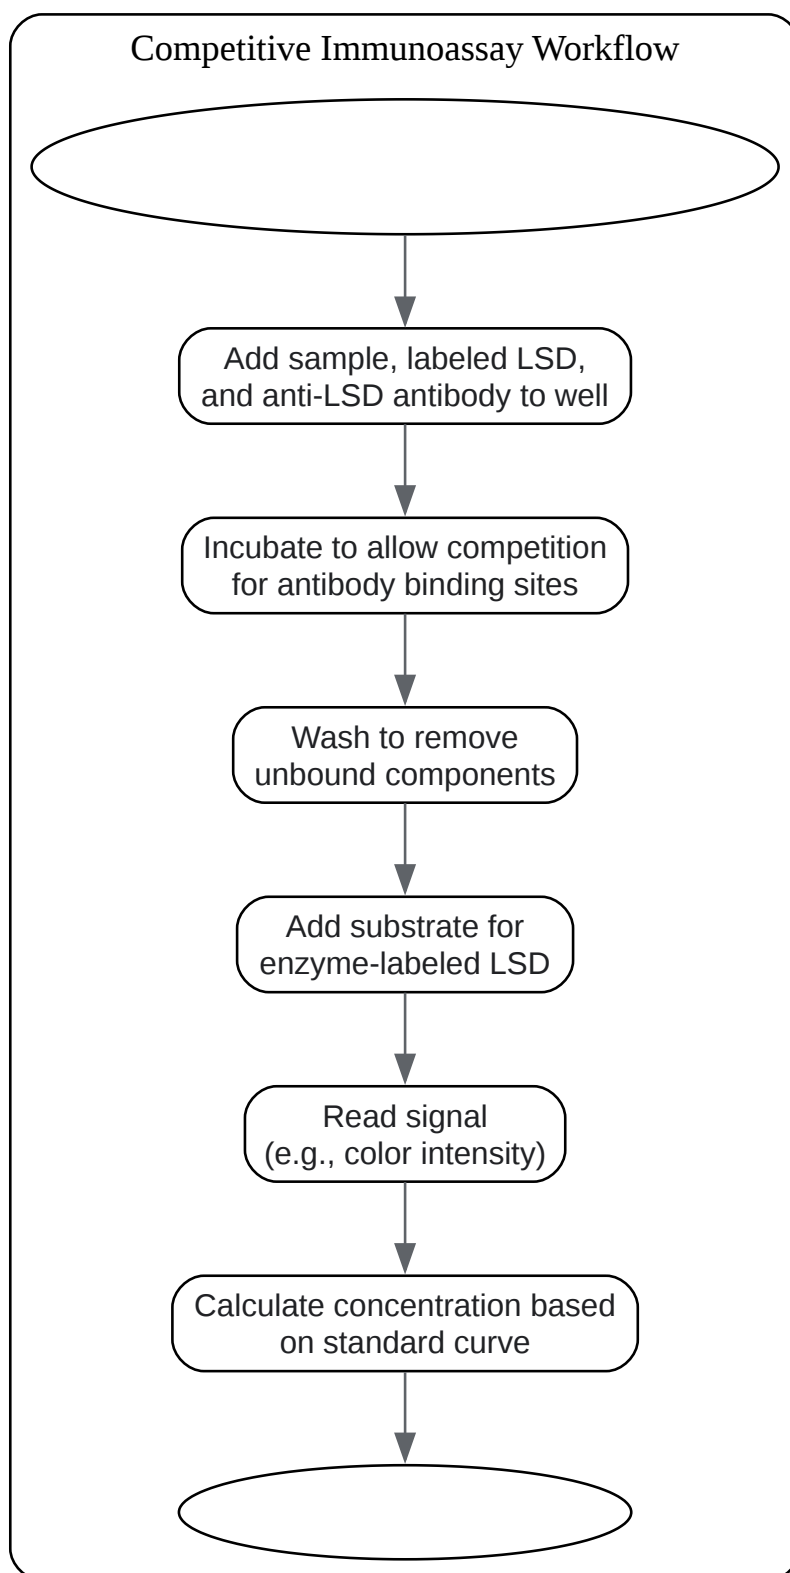 Competitive Immunoassay Workflow
Add sample, labeled LSD,
and anti-LSD antibody to well
Incubate to allow competition
for antibody binding sites
Wash to remove
unbound components
Add substrate for
enzyme-labeled LSD
Read signal
(e.g., color intensity)
Calculate concentration based
on standard curve